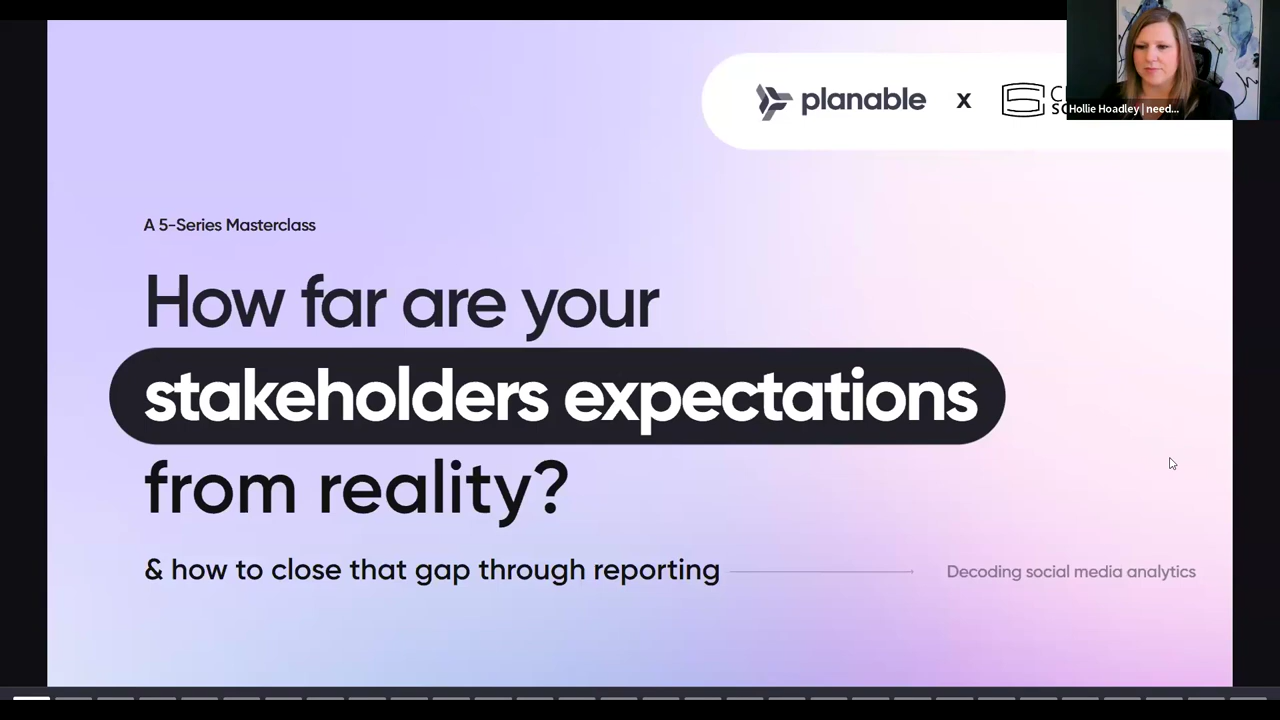 planable x
Hollie Hoadley | need...
A 5-Series Masterclass
How far are your
stakeholders expectations
from reality?
& how to close that gap through reporting
Decoding social media analytics